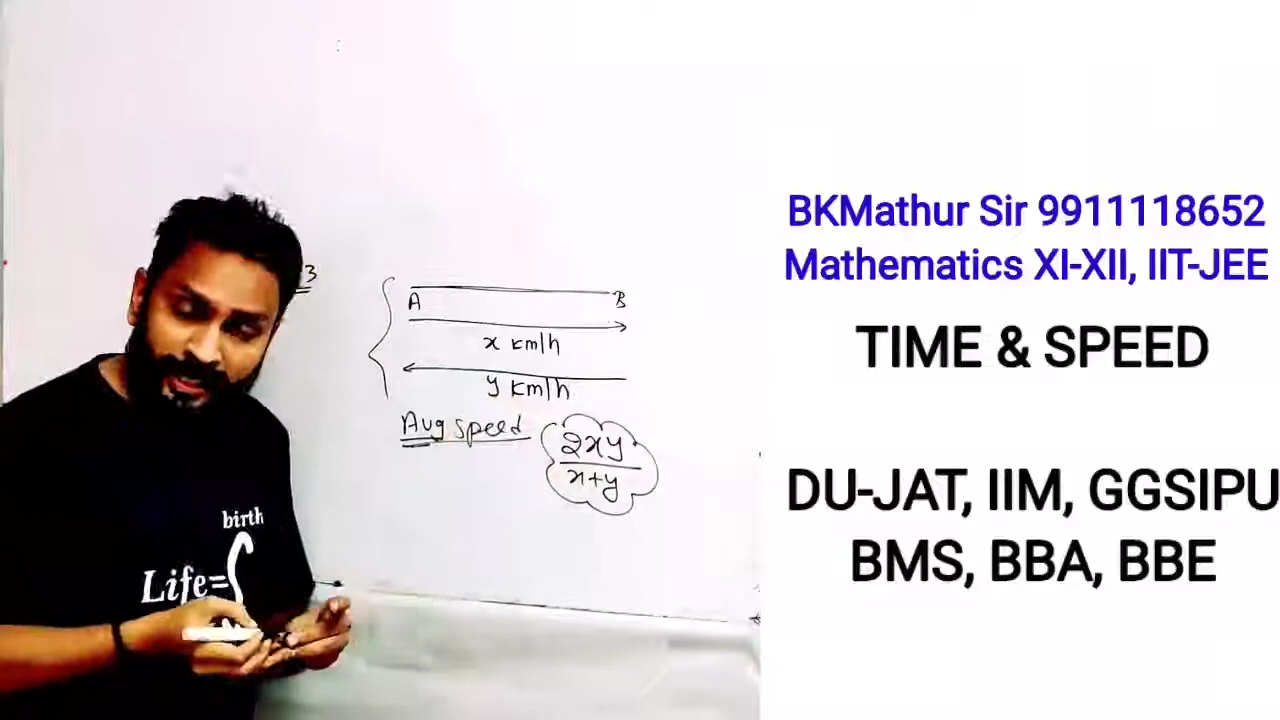 3
A B
x km/h
y km/h
Avg speed 2xy
x+y
birth
Life=∫
BKMathur Sir 9911118652
Mathematics XI-XII, IIT-JEE
TIME & SPEED
DU-JAT, IIM, GGSIPU
BMS, BBA, BBE